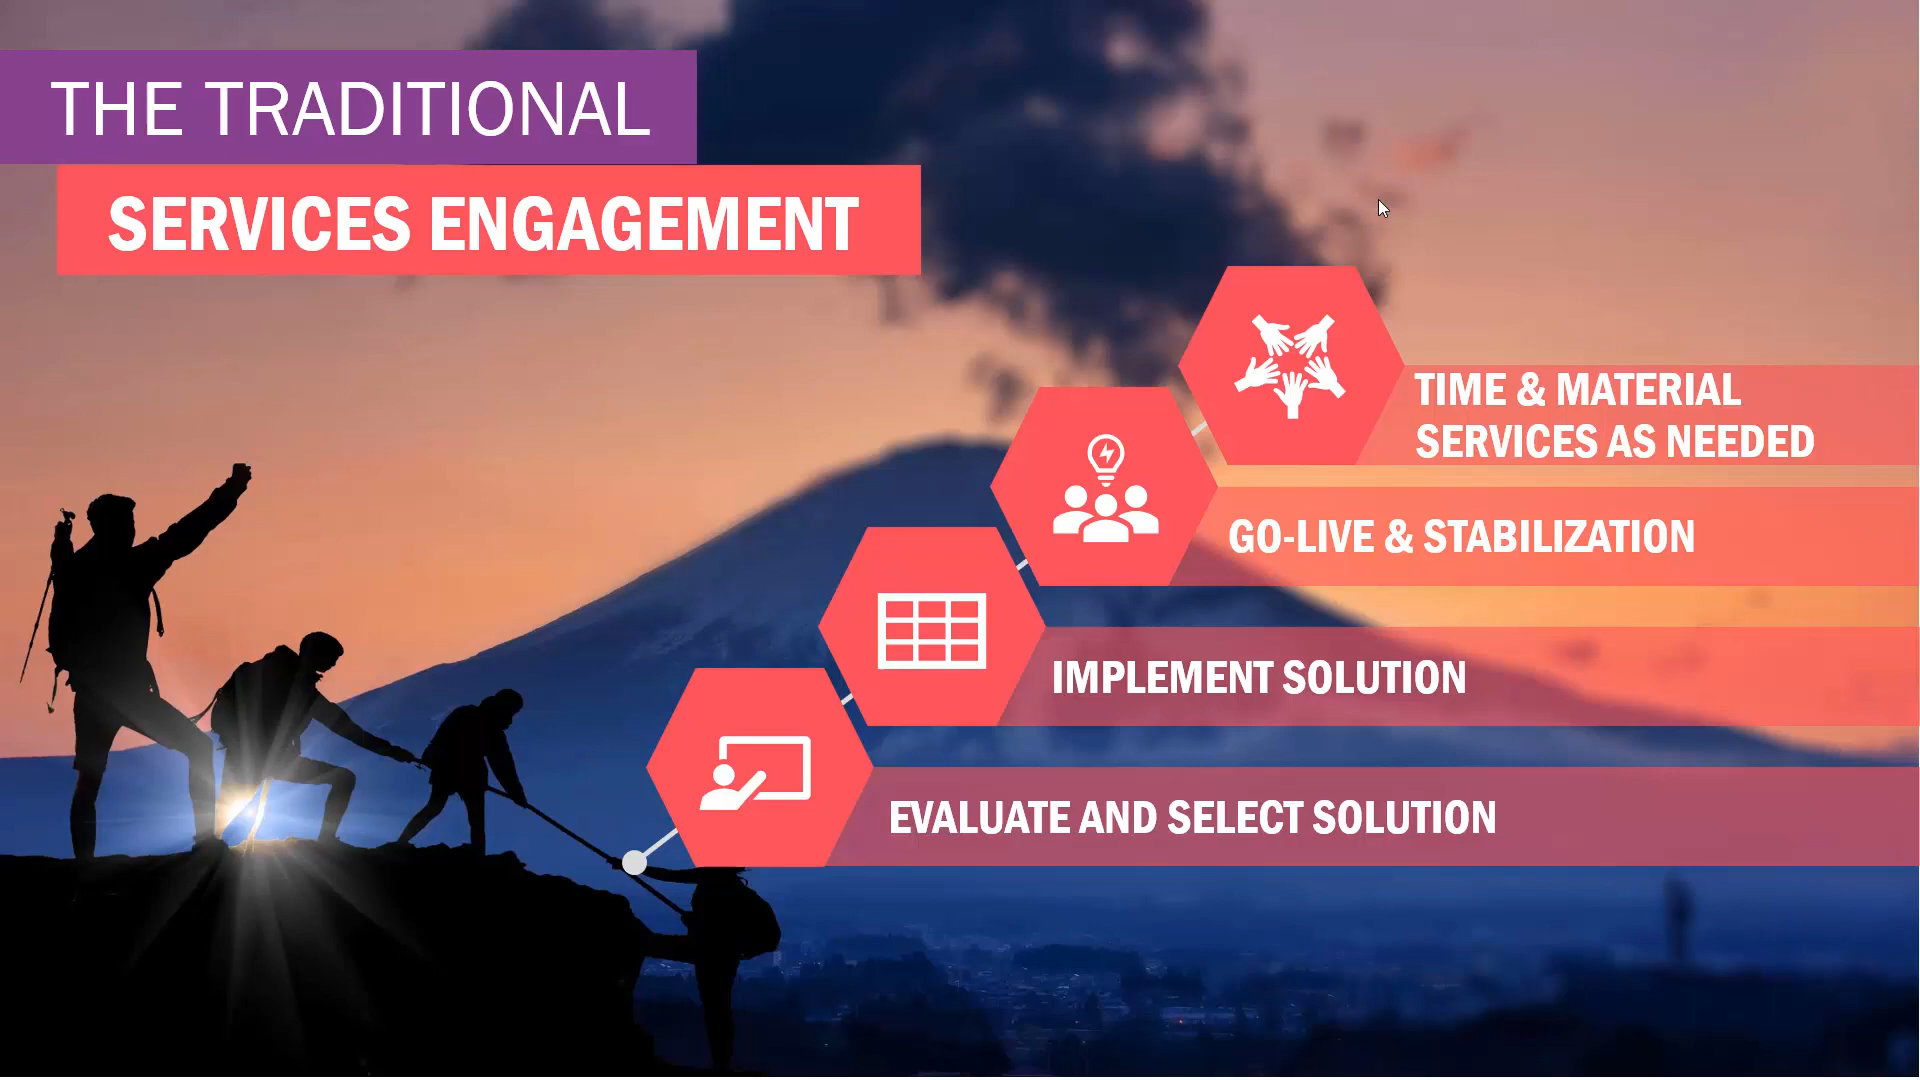 THE TRADITIONAL
SERVICES ENGAGEMENT
TIME & MATERIAL
SERVICES AS NEEDED
GO-LIVE & STABILIZATION
IMPLEMENT SOLUTION
EVALUATE AND SELECT SOLUTION